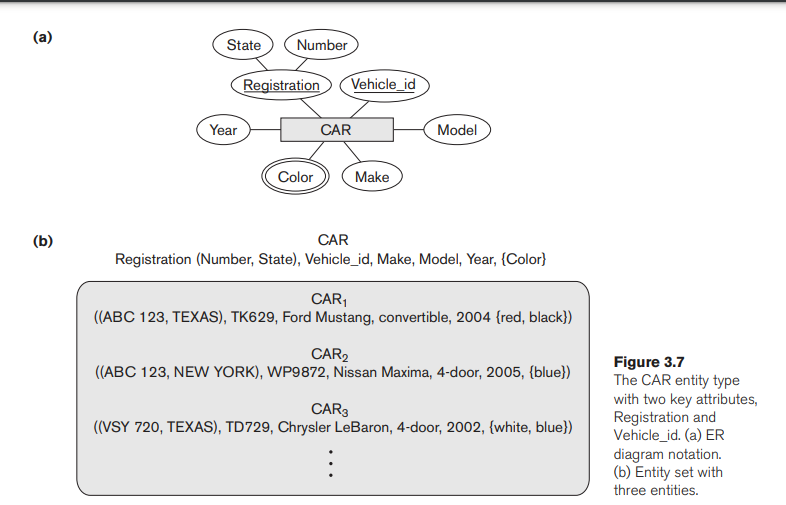 (a)
State
Number
Registration
Vehicle_id
Year
CAR
Model
Color
Make
(b)
CAR
Registration (Number, State), Vehicle_id, Make, Model, Year, {Color}
CAR₁
((ABC 123, TEXAS), TK629, Ford Mustang, convertible, 2004 {red, black})
CAR₂
((ABC 123, NEW YORK), WP9872, Nissan Maxima, 4-door, 2005, {blue})
CAR₃
((VSY 720, TEXAS), TD729, Chrysler LeBaron, 4-door, 2002, {white, blue})
Figure 3.7
The CAR entity type
with two key attributes,
Registration and
Vehicle_id. (a) ER
diagram notation.
(b) Entity set with
three entities.